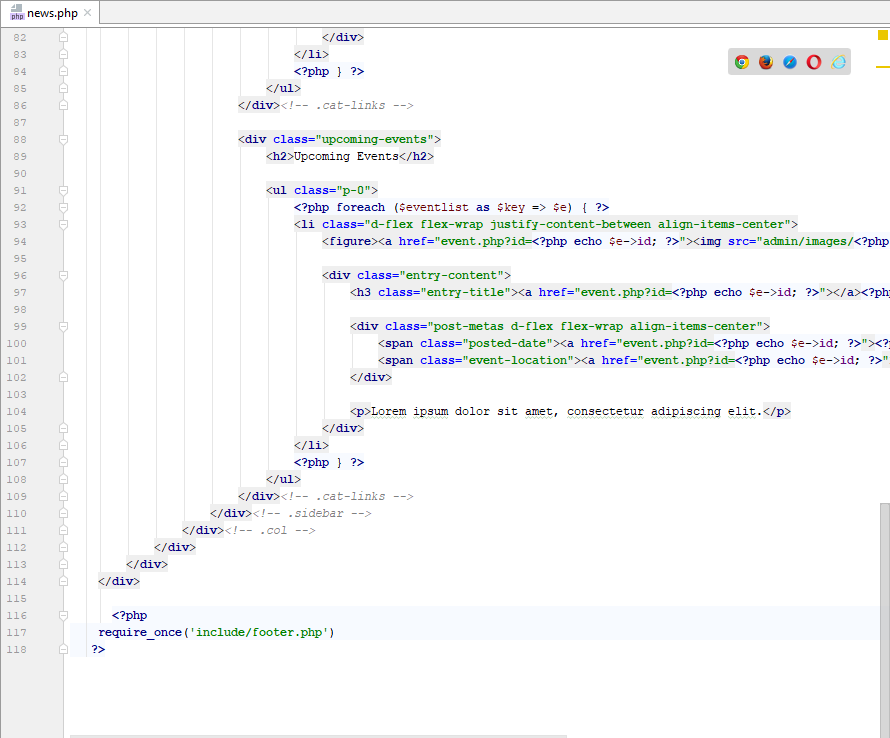 news.php
82 </div>
83 </li>
84 <?php } ?>
85 </ul>
86 </div><!-- .cat-links -->
87
88 <div class="upcoming-events">
89 <h2>Upcoming Events</h2>
90
91 <ul class="p-0">
92 <?php foreach ($eventlist as $key => $e) { ?>
93 <li class="d-flex flex-wrap justify-content-between align-items-center">
94 <figure><a href="event.php?id=<?php echo $e->id; ?>"><img src="admin/images/<?php
95
96 <div class="entry-content">
97 <h3 class="entry-title"><a href="event.php?id=<?php echo $e->id; ?>"></a><?ph
98
99 <div class="post-metas d-flex flex-wrap align-items-center">
100 <span class="posted-date"><a href="event.php?id=<?php echo $e->id; ?>"><?
101 <span class="event-location"><a href="event.php?id=<?php echo $e->id; ?>"
102 </div>
103
104 <p>Lorem ipsum dolor sit amet, consectetur adipiscing elit.</p>
105 </div>
106 </li>
107 <?php } ?>
108 </ul>
109 </div><!-- .cat-links -->
110 </div><!-- .sidebar -->
111 </div><!-- .col -->
112 </div>
113 </div>
114 </div>
115
116 <?php
117 require_once('include/footer.php')
118 ?>